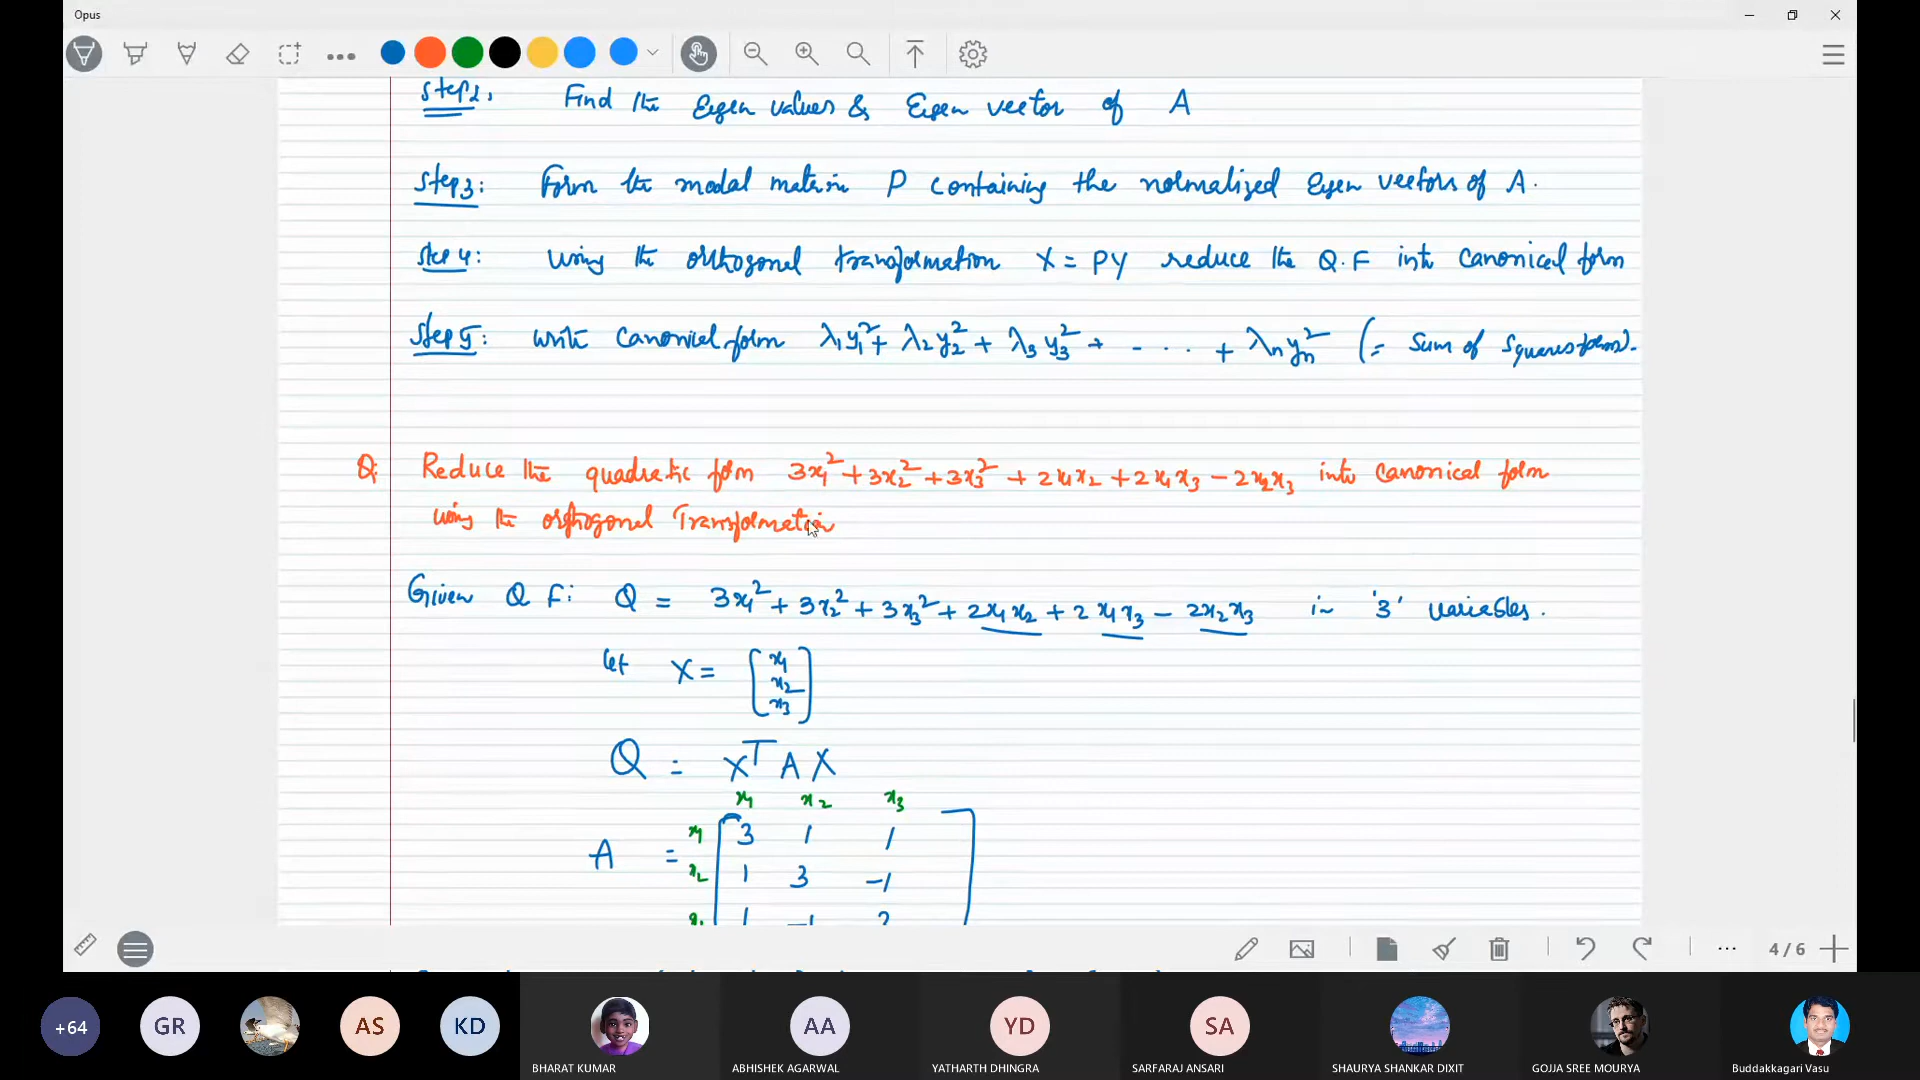 Opus
Step2: Find the Eigen values & Eigen vector of A
Step3: Form the modal matrix P containing the normalized Eigen vectors of A.
Step 4: Using the orthogonal transformation X = PY reduce the Q.F into Canonical form
Step 5: Write Canonical form λ₁y₁² + λ₂y₂² + λ₃y₃² + - . . . + λₙyₙ² (= Sum of Squares form).
Q: Reduce the quadratic form 3x₁² + 3x₂² + 3x₃² + 2x₁x₂ + 2x₁x₃ - 2x₂x₃ into Canonical form
using the orthogonal Transformation
Given Q F: Q = 3x₁² + 3x₂² + 3x₃² + 2x₁x₂ + 2x₁x₃ - 2x₂x₃ in '3' variables.
let X = [x₁
x₂
x₃]
Q = XᵀAX
x₁ x₂ x₃
A = x₁ [3 1 1
x₂ 1 3 -1
1 -1
4 / 6
+64 GR AS KD AA YD SA
BHARAT KUMAR ABHISHEK AGARWAL YATHARTH DHINGRA SARFARAJ ANSARI SHAURYA SHANKAR DIXIT GOJJA SREE MOURYA Buddakkagari Vasu